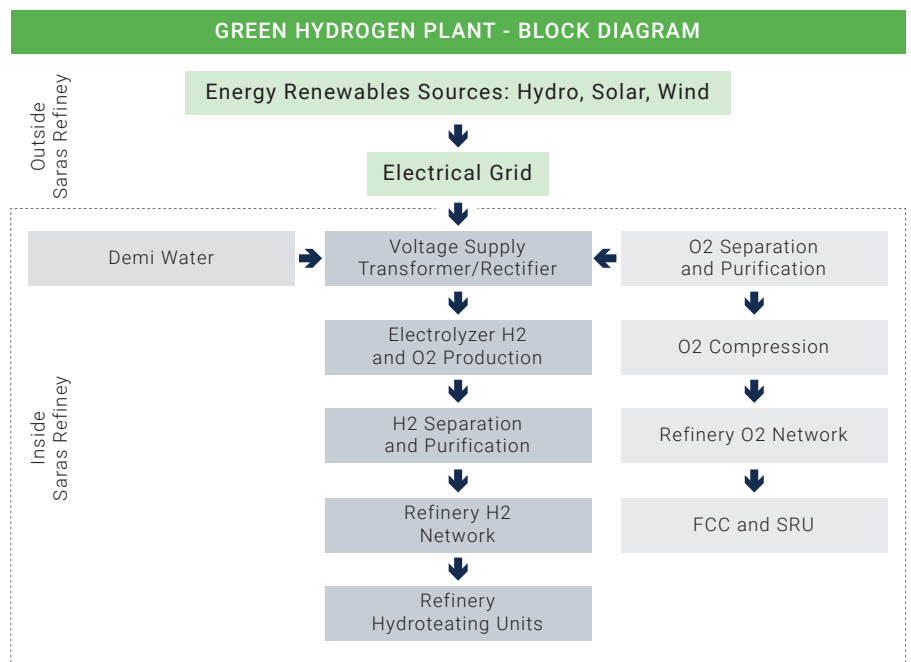 GREEN HYDROGEN PLANT - BLOCK DIAGRAM
Outside
Saras Refiney
Energy Renewables Sources: Hydro, Solar, Wind
Electrical Grid
Inside
Saras Refiney
Demi Water
Voltage Supply
Transformer/Rectifier
O2 Separation
and Purification
Electrolyzer H2
and O2 Production
O2 Compression
H2 Separation
and Purification
Refinery O2 Network
Refinery H2
Network
FCC and SRU
Refinery
Hydroteating Units